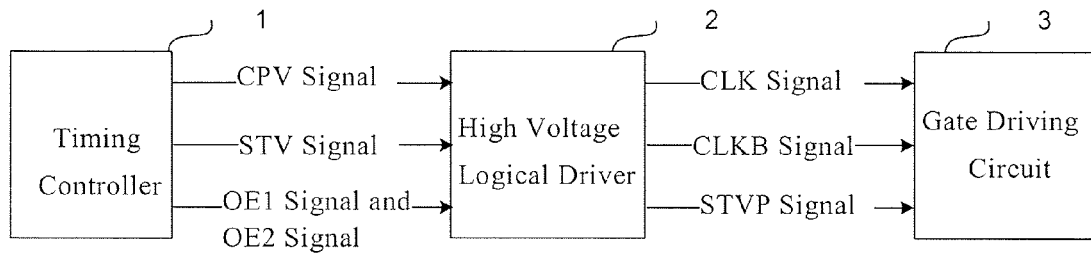 1
2
3
Timing
Controller
CPV Signal
STV Signal
OE1 Signal and
OE2 Signal
High Voltage
Logical Driver
CLK Signal
CLKB Signal
STVP Signal
Gate Driving
Circuit